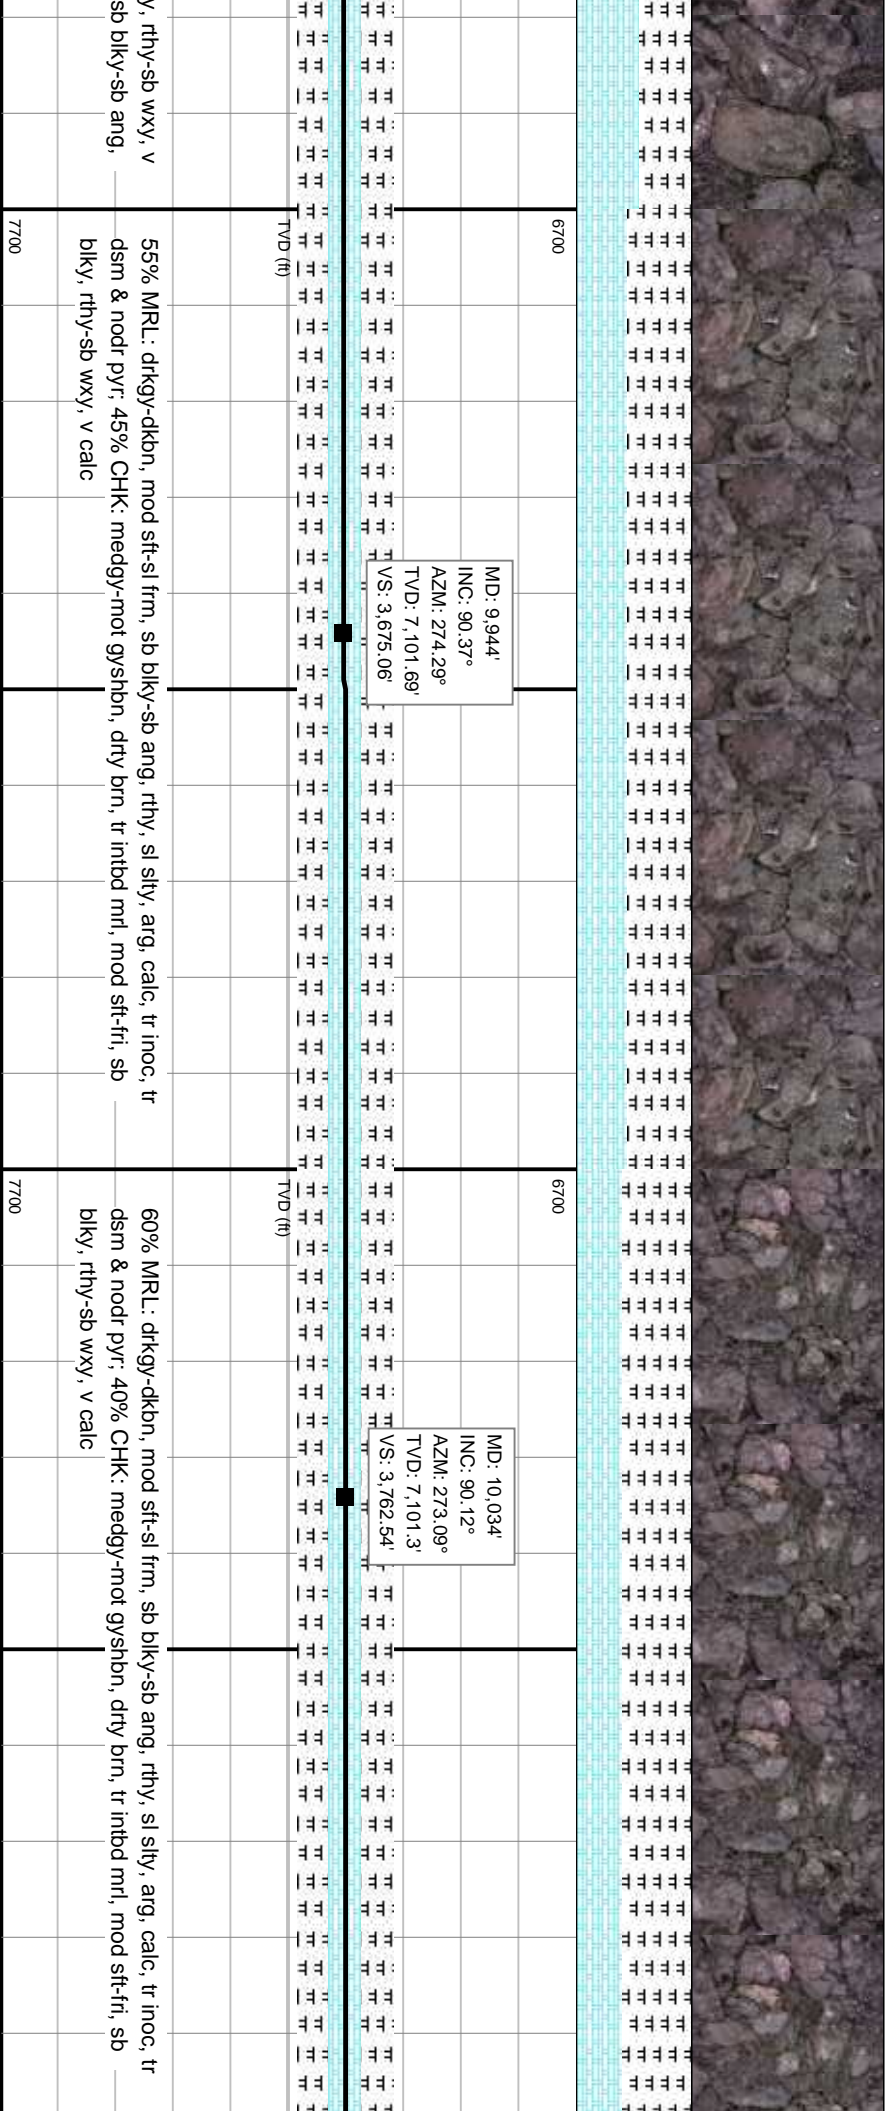 y, rthy-sb wxy, v
sb blky-sb ang,
6700
TVD (ft)
7700
MD: 9,944'
INC: 90.37°
AZM: 274.29°
TVD: 7,101.69'
VS: 3,675.06'
55% MRL: drkgy-dkbn, mod sft-sl frm, sb blky-sb ang, rthy, sl slty, arg, calc, tr inoc, tr
dsm & nodr pyr; 45% CHK: medgy-mot gyshbn, drty brn, tr intbd mrl, mod sft-fri, sb
blky, rthy-sb wxy, v calc
6700
TVD (ft)
7700
MD: 10,034'
INC: 90.12°
AZM: 273.09°
TVD: 7,101.3'
VS: 3,762.54'
60% MRL: drkgy-dkbn, mod sft-sl frm, sb blky-sb ang, rthy, sl slty, arg, calc, tr inoc, tr
dsm & nodr pyr; 40% CHK: medgy-mot gyshbn, drty brn, tr intbd mrl, mod sft-fri, sb
blky, rthy-sb wxy, v calc